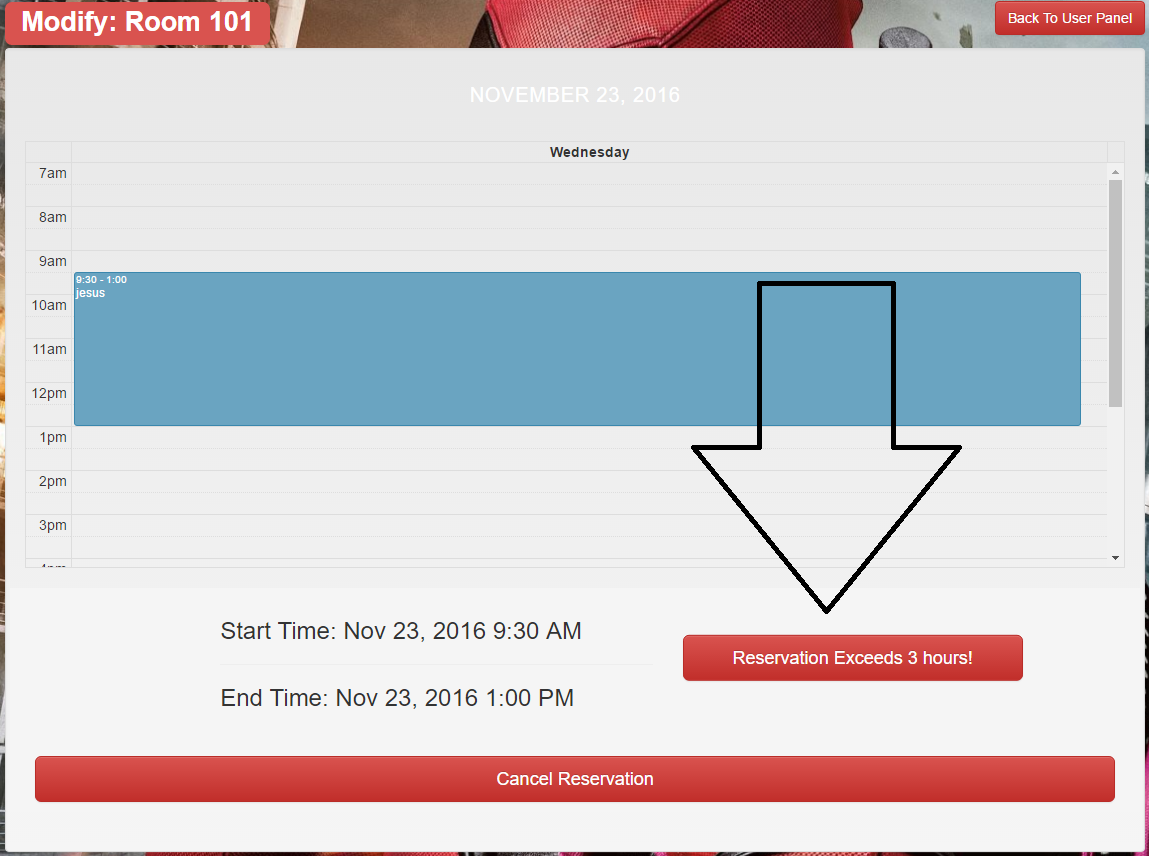 Modify: Room 101
Back To User Panel
NOVEMBER 23, 2016
Wednesday
7am
8am
9am
9:30 - 1:00
jesus
10am
11am
12pm
1pm
2pm
3pm
4pm
Start Time: Nov 23, 2016 9:30 AM
Reservation Exceeds 3 hours!
End Time: Nov 23, 2016 1:00 PM
Cancel Reservation